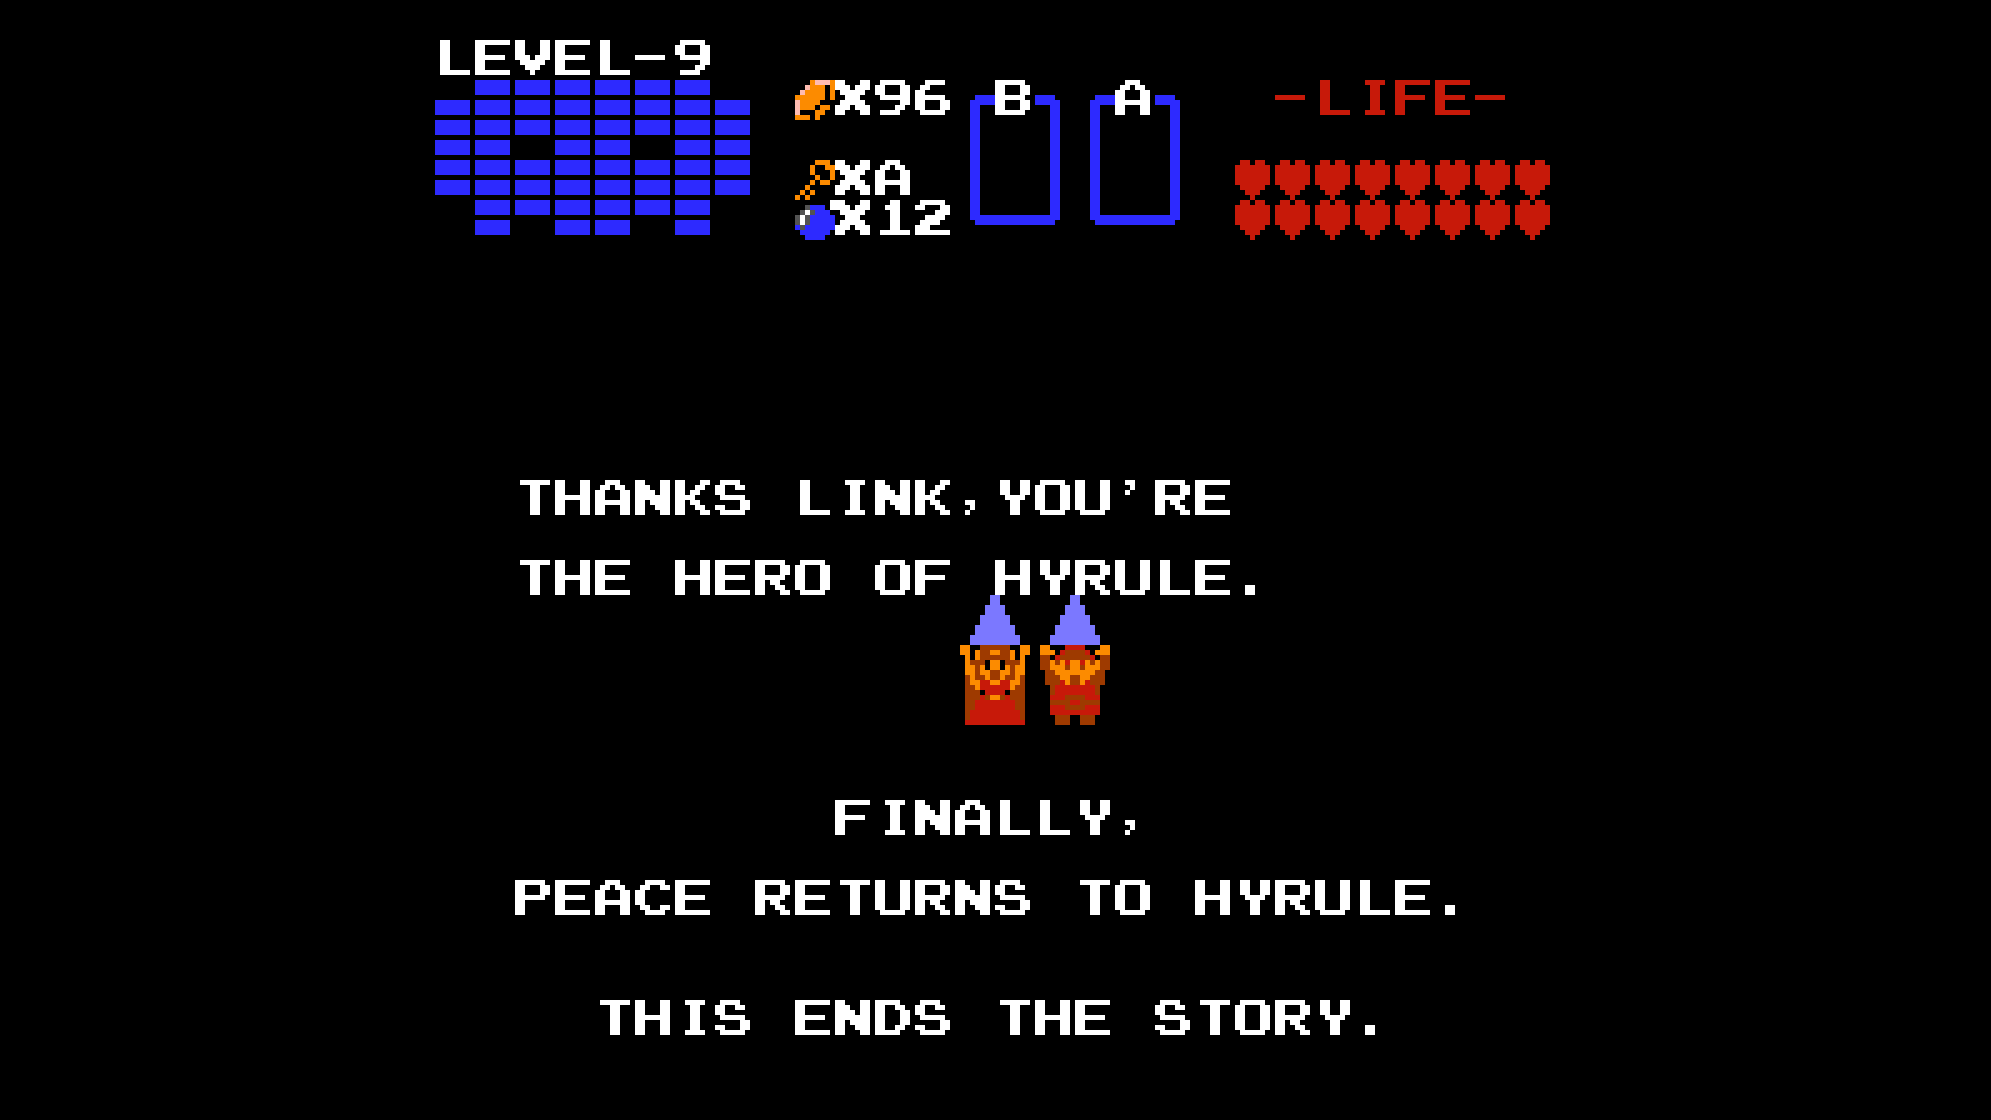 LEVEL-9
X96
B
A
-LIFE-
XA
X12
THANKS LINK,YOU'RE
THE HERO OF HYRULE.
FINALLY,
PEACE RETURNS TO HYRULE.
THIS ENDS THE STORY.